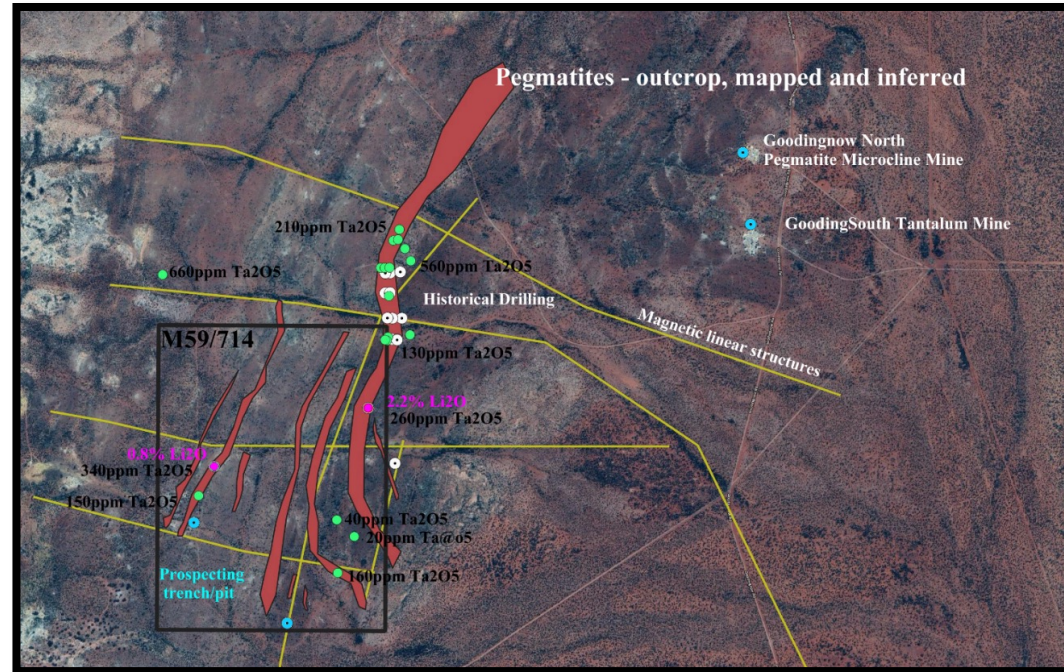 Pegmatites - outcrop, mapped and inferred
Goodingnow North
Pegmatite Microcline Mine
GoodingSouth Tantalum Mine
210ppm Ta2O5
660ppm Ta2O5
560ppm Ta2O5
Historical Drilling
Magnetic linear structures
M59/714
130ppm Ta2O5
2.2% Li2O
260ppm Ta2O5
0.8% Li2O
340ppm Ta2O5
150ppm Ta2O5
40ppm Ta2O5
20ppm Ta@o5
160ppm Ta2O5
Prospecting
trench/pit